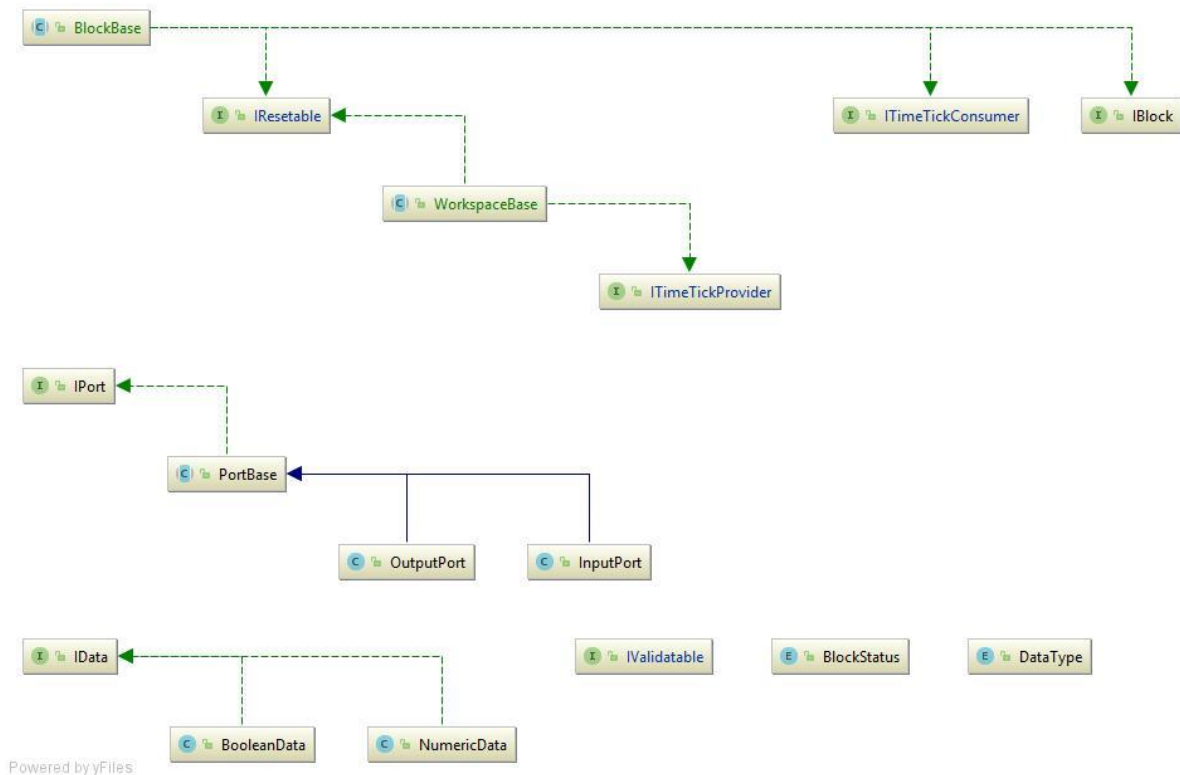 C BlockBase
I IResetable
I ITimeTickConsumer
I IBlock
C WorkspaceBase
I ITimeTickProvider
I IPort
C PortBase
C OutputPort
C InputPort
I IData
I IValidatable
E BlockStatus
E DataType
C BooleanData
C NumericData
Powered by yFiles